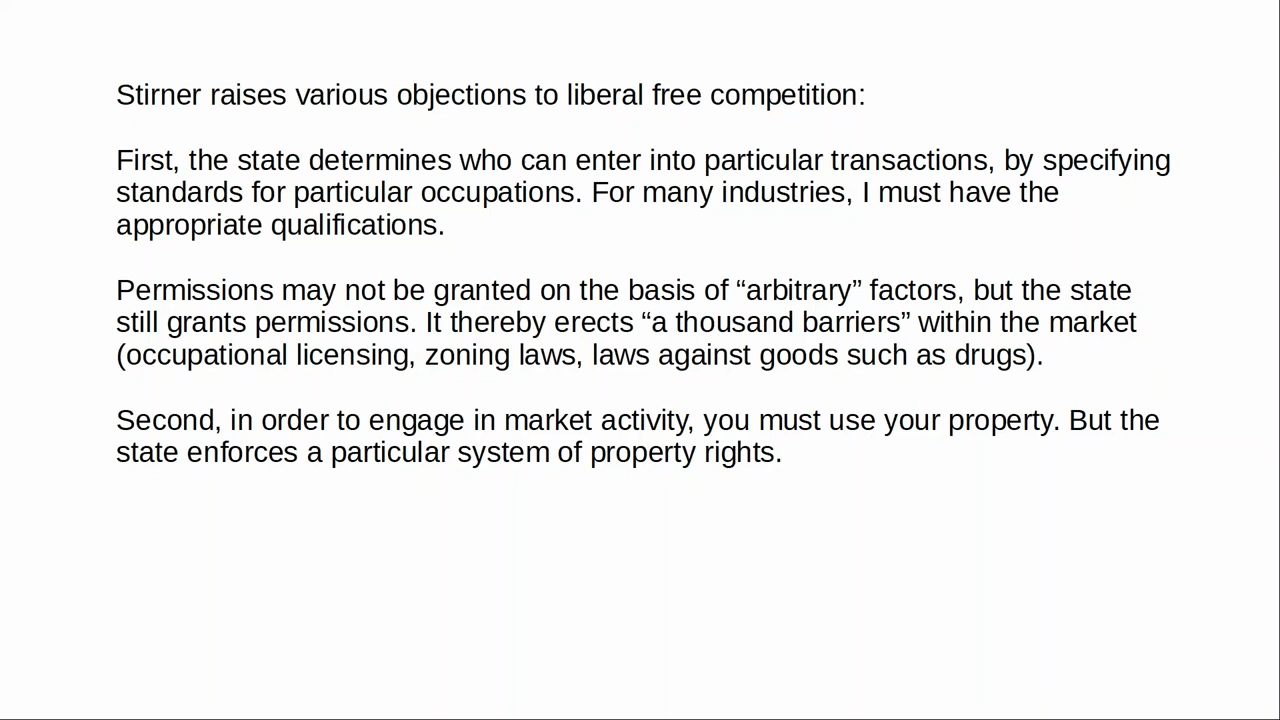 Stirner raises various objections to liberal free competition:
First, the state determines who can enter into particular transactions, by specifying
standards for particular occupations. For many industries, I must have the
appropriate qualifications.
Permissions may not be granted on the basis of “arbitrary” factors, but the state
still grants permissions. It thereby erects “a thousand barriers” within the market
(occupational licensing, zoning laws, laws against goods such as drugs).
Second, in order to engage in market activity, you must use your property. But the
state enforces a particular system of property rights.